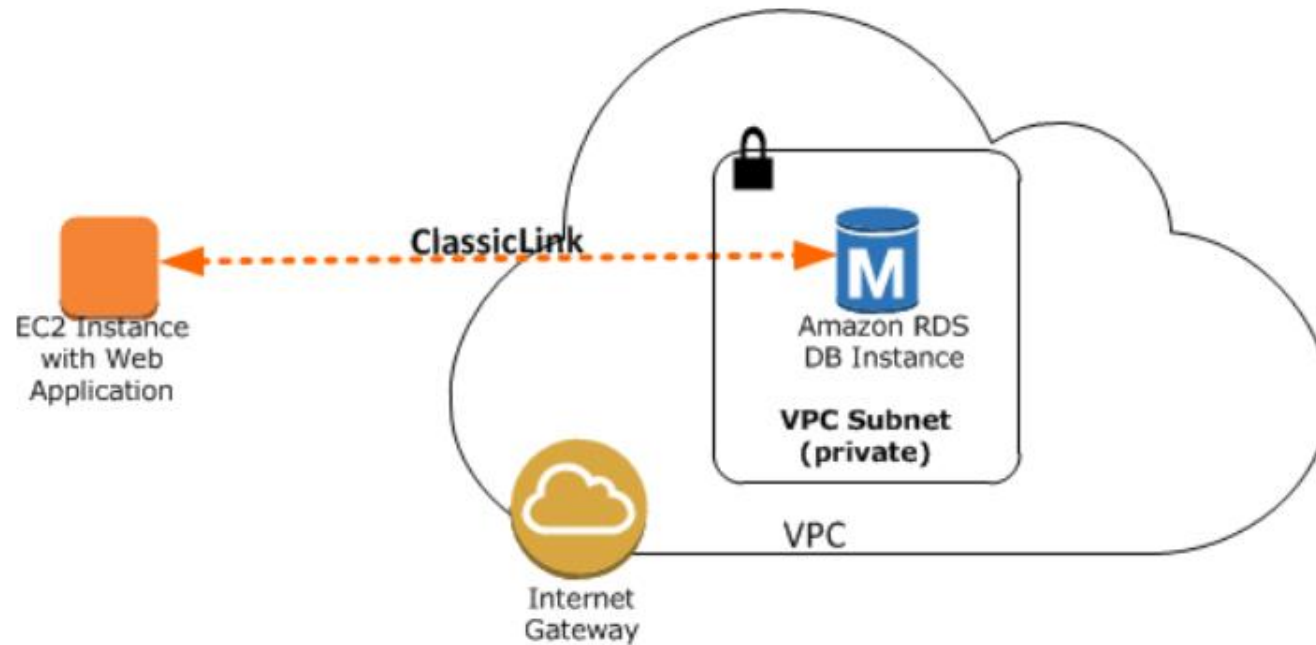 ClassicLink
EC2 Instance
with Web
Application
M
Amazon RDS
DB Instance
VPC Subnet
(private)
VPC
Internet
Gateway